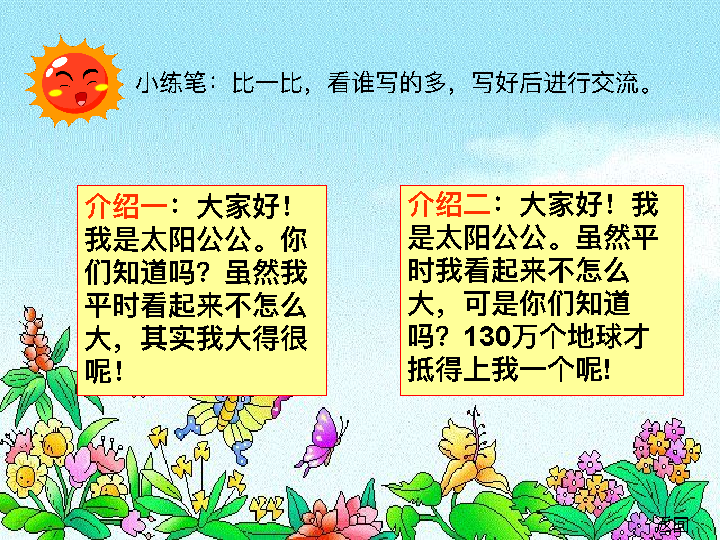 小练笔：比一比，看谁写的多，写好后进行交流。
介绍一：大家好！
我是太阳公公。你
们知道吗？虽然我
平时看起来不怎么
大，其实我大得很
呢！
介绍二：大家好！我
是太阳公公。虽然平
时我看起来不怎么
大，可是你们知道
吗？130万个地球才
抵得上我一个呢!
返回